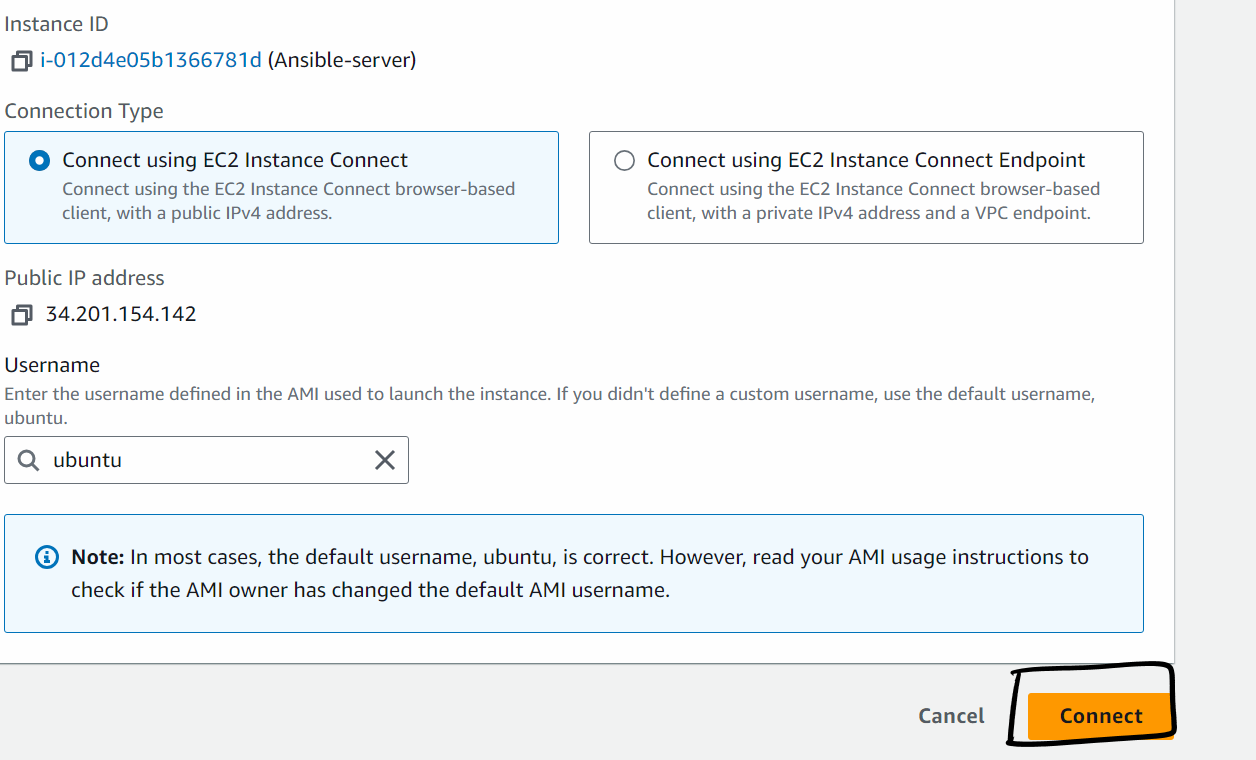 Instance ID
i-012d4e05b1366781d (Ansible-server)
Connection Type
Connect using EC2 Instance Connect
Connect using the EC2 Instance Connect browser-based
client, with a public IPv4 address.
Connect using EC2 Instance Connect Endpoint
Connect using the EC2 Instance Connect browser-based
client, with a private IPv4 address and a VPC endpoint.
Public IP address
34.201.154.142
Username
Enter the username defined in the AMI used to launch the instance. If you didn't define a custom username, use the default username,
ubuntu.
ubuntu
Note: In most cases, the default username, ubuntu, is correct. However, read your AMI usage instructions to
check if the AMI owner has changed the default AMI username.
Cancel
Connect